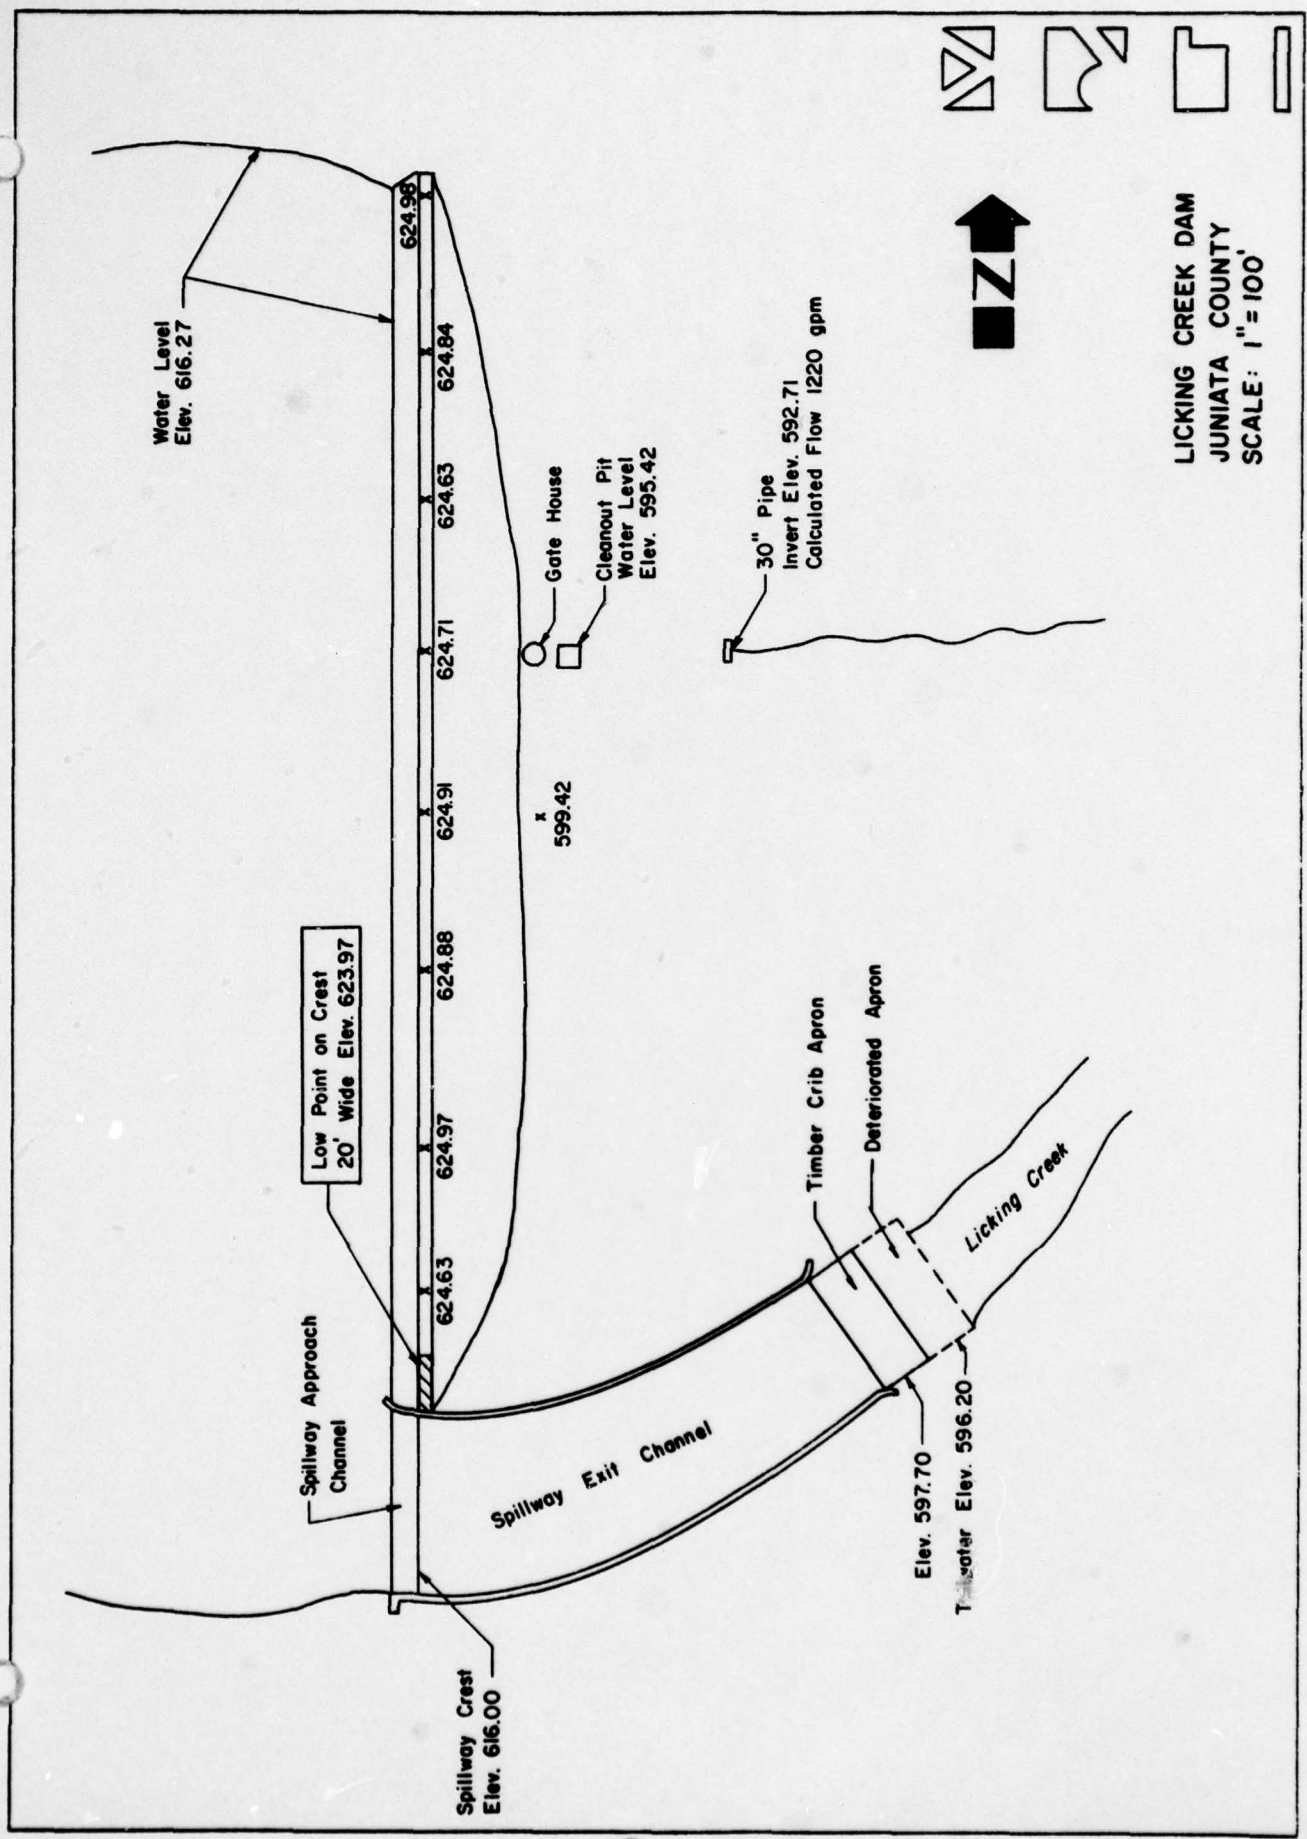 Water Level
Elev. 616.27
Low Point on Crest
20' Wide Elev. 623.97
Spillway Approach
Channel
624.63
624.97
624.88
624.91
624.71
624.63
624.84
624.98
Spillway Crest
Elev. 616.00
Spillway Exit Channel
599.42
Gate House
Cleanout Pit
Water Level
Elev. 595.42
30" Pipe
Invert Elev. 592.71
Calculated Flow 1220 gpm
Timber Crib Apron
Deteriorated Apron
Elev. 597.70
Tailwater Elev. 596.20
Licking Creek
N
LICKING CREEK DAM
JUNIATA COUNTY
SCALE: 1" = 100'